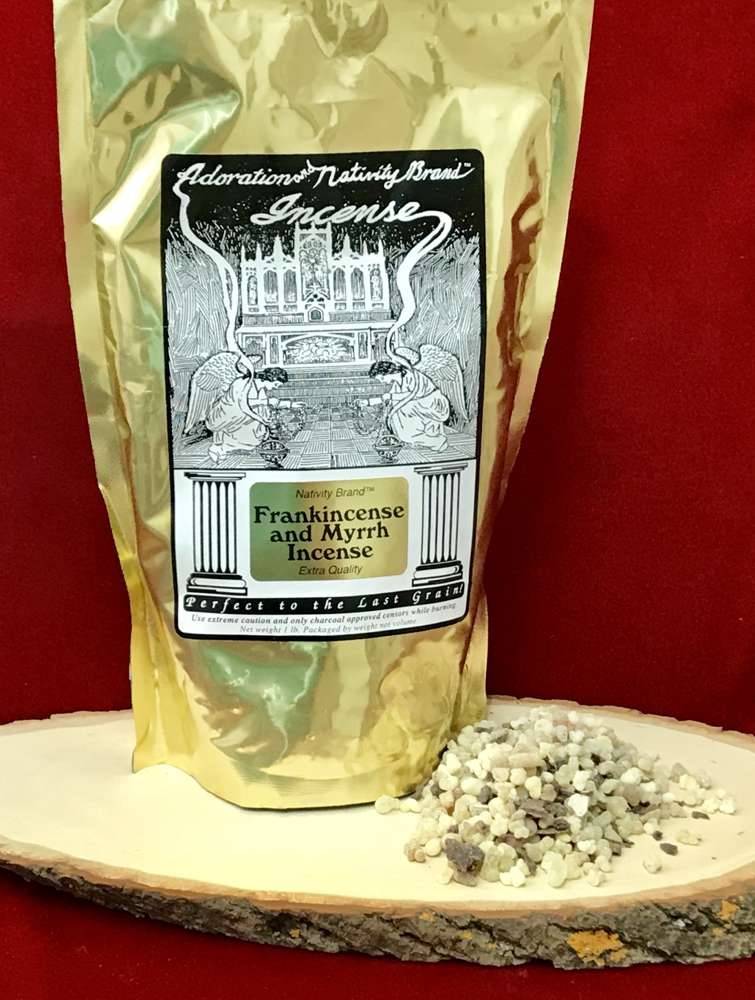 Adoration and Nativity Brand™
Incense
Nativity Brand™
Frankincense
and Myrrh
Incense
Extra Quality
Perfect to the Last Grain!
Use extreme caution and only charcoal approved censors while burning.
Net weight 1 lb. Packaged by weight not volume